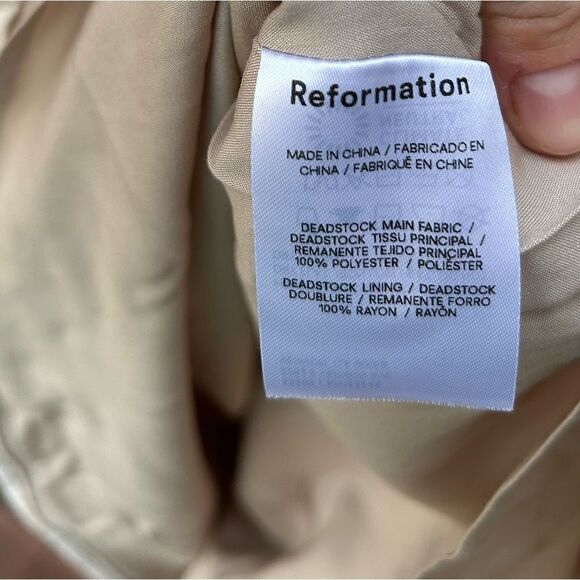 Reformation
MADE IN CHINA / FABRICADO EN
CHINA / FABRIQUÉ EN CHINE
DEADSTOCK MAIN FABRIC /
DEADSTOCK TISSU PRINCIPAL /
REMANENTE TEJIDO PRINCIPAL
100% POLYESTER / POLIÉSTER
DEADSTOCK LINING / DEADSTOCK
DOUBLURE / REMANENTE FORRO
100% RAYON / RAYÓN